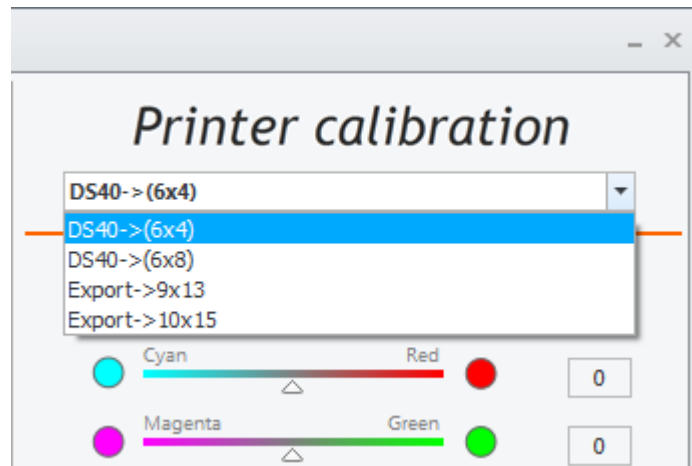 Printer calibration
DS40->(6x4)
DS40->(6x4)
DS40->(6x8)
Export->9x13
Export->10x15
Cyan Red
0
Magenta Green
0